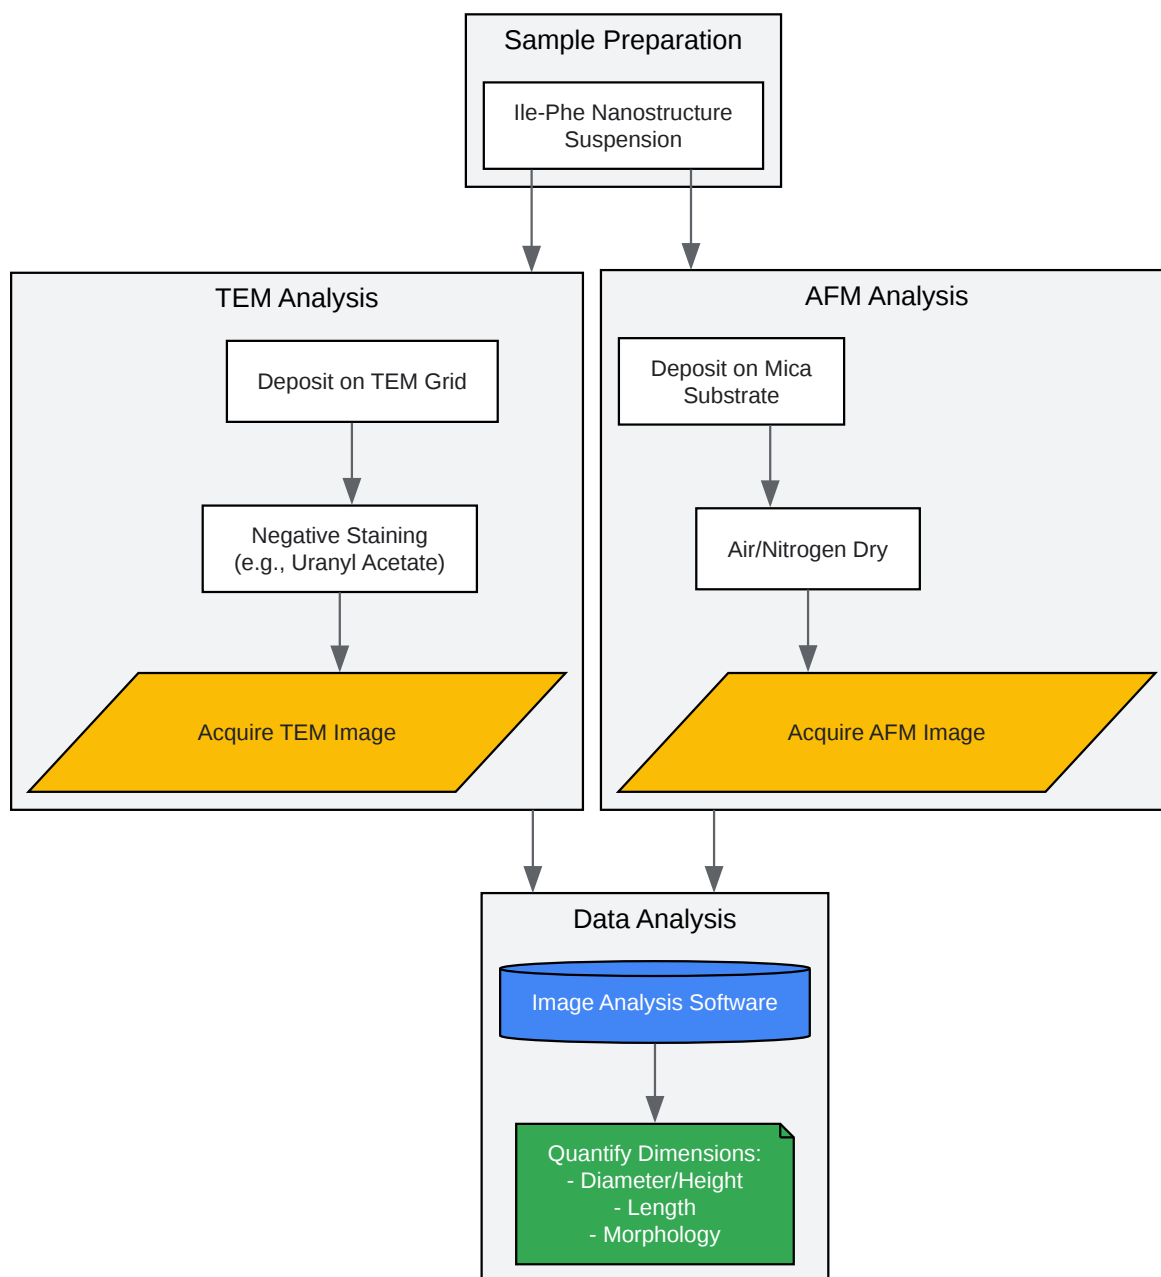 Sample Preparation
Ile-Phe Nanostructure
Suspension
TEM Analysis
Deposit on TEM Grid
Negative Staining
(e.g., Uranyl Acetate)
Acquire TEM Image
AFM Analysis
Deposit on Mica
Substrate
Air/Nitrogen Dry
Acquire AFM Image
Data Analysis
Image Analysis Software
Quantify Dimensions:
- Diameter/Height
- Length
- Morphology